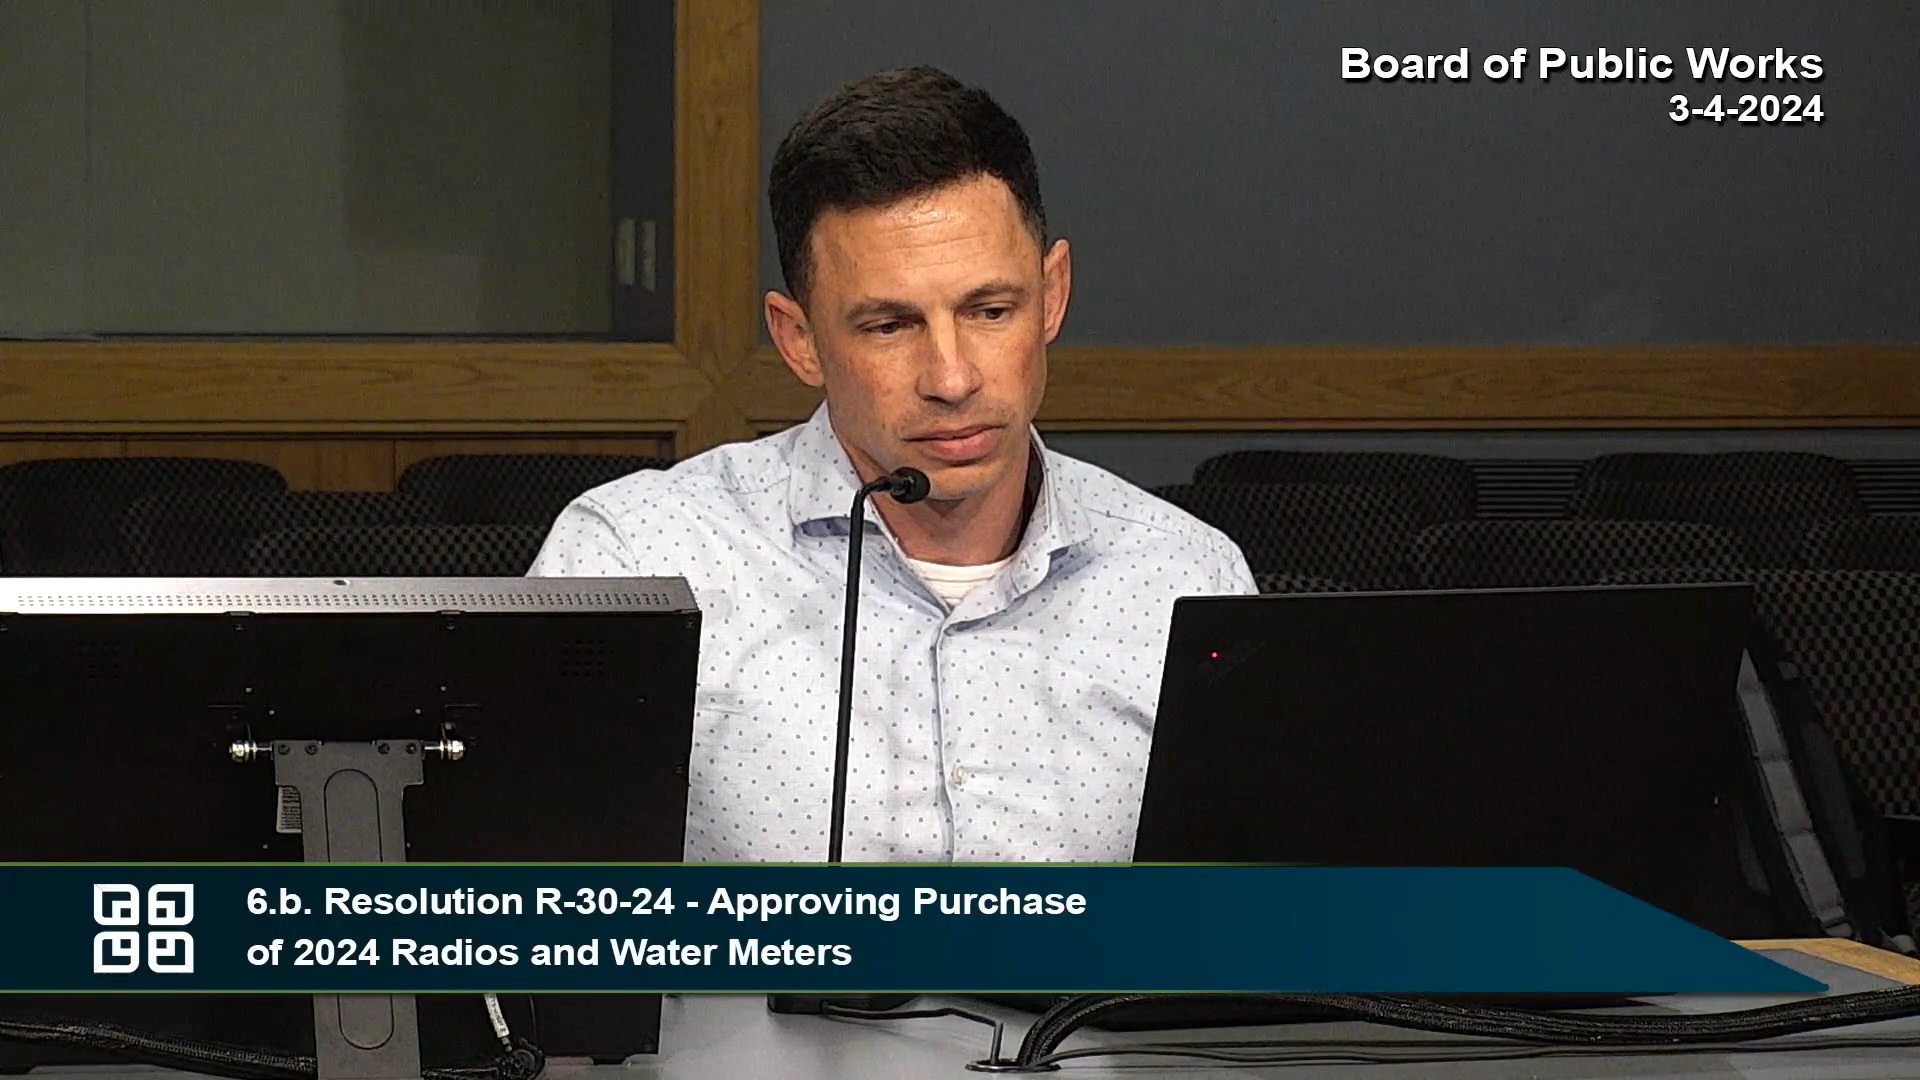 Board of Public Works
3-4-2024
6.b. Resolution R-30-24 - Approving Purchase
of 2024 Radios and Water Meters